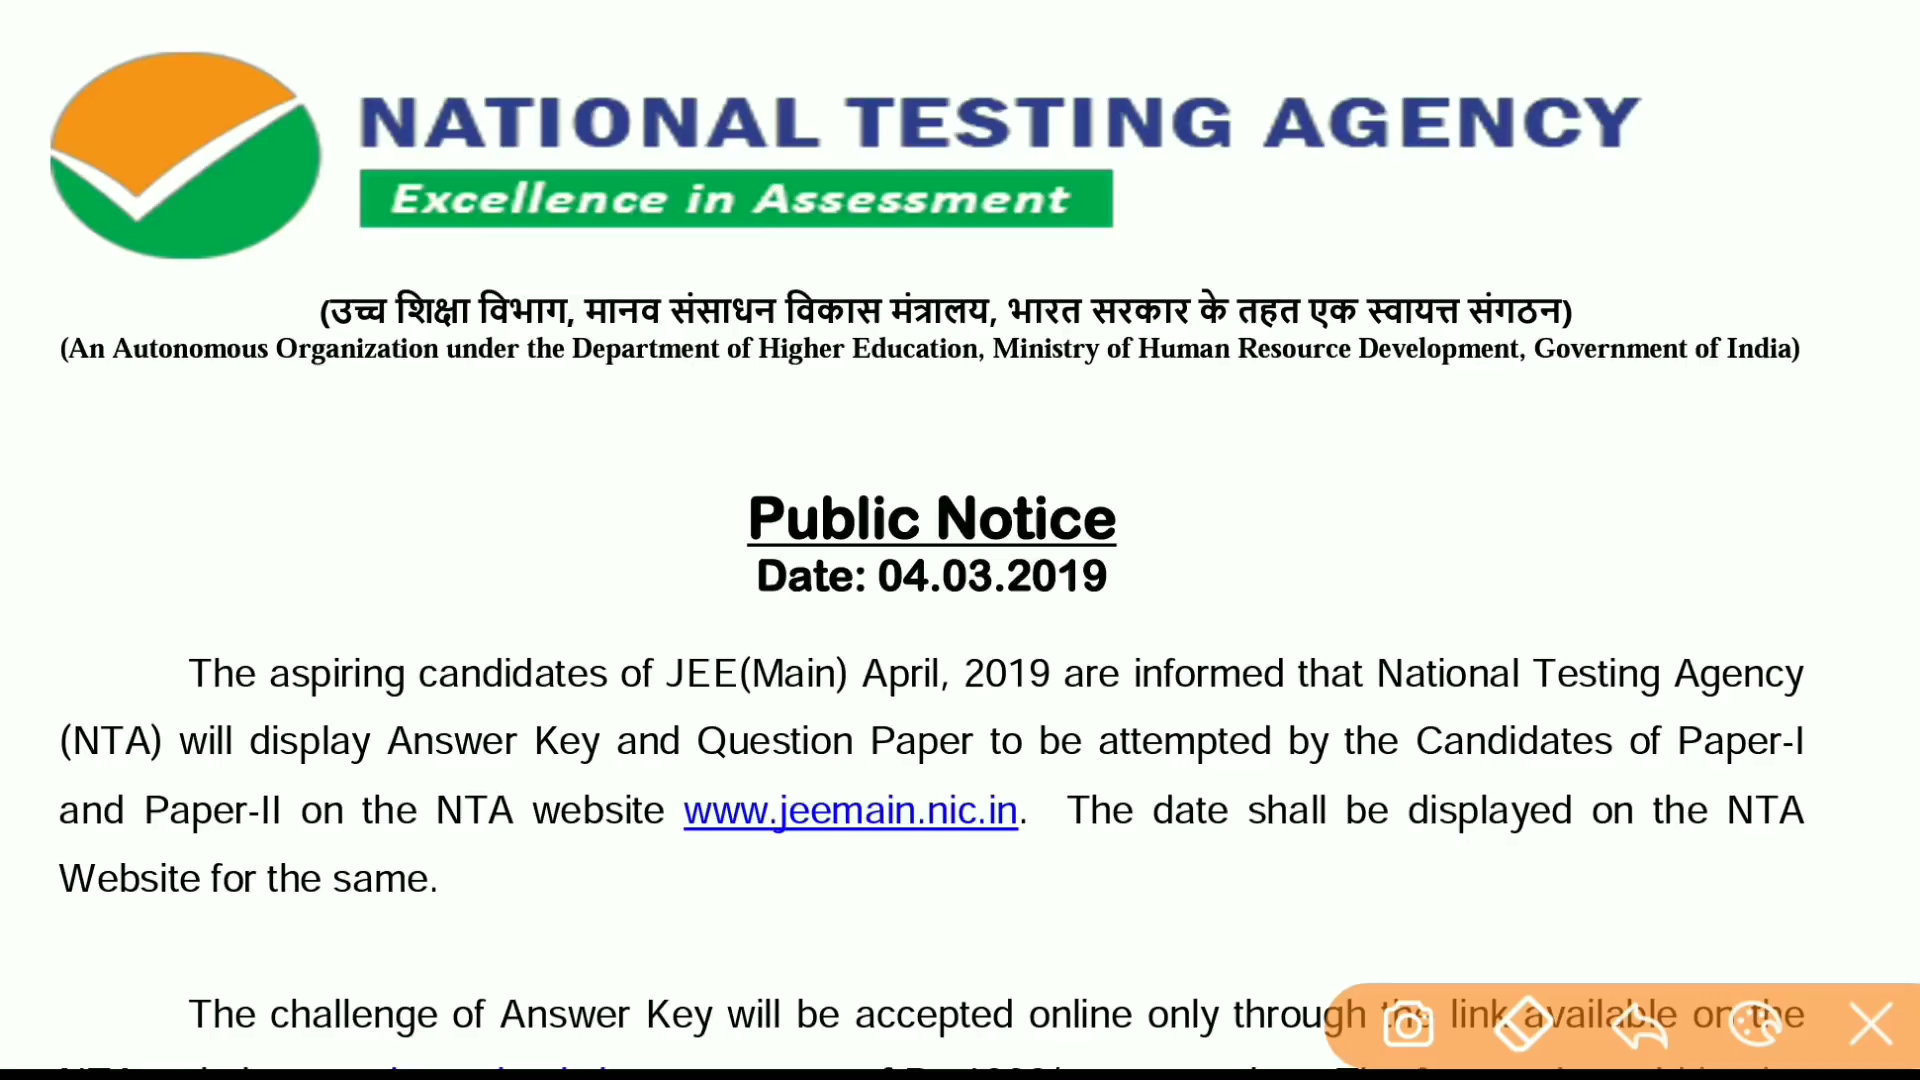 NATIONAL TESTING AGENCY
Excellence in Assessment
(उच्च शिक्षा विभाग, मानव संसाधन विकास मंत्रालय, भारत सरकार के तहत एक स्वायत्त संगठन)
(An Autonomous Organization under the Department of Higher Education, Ministry of Human Resource Development, Government of India)
Public Notice
Date: 04.03.2019
The aspiring candidates of JEE(Main) April, 2019 are informed that National Testing Agency
(NTA) will display Answer Key and Question Paper to be attempted by the Candidates of Paper-I
and Paper-II on the NTA website www.jeemain.nic.in. The date shall be displayed on the NTA
Website for the same.
The challenge of Answer Key will be accepted online only through the link available on the